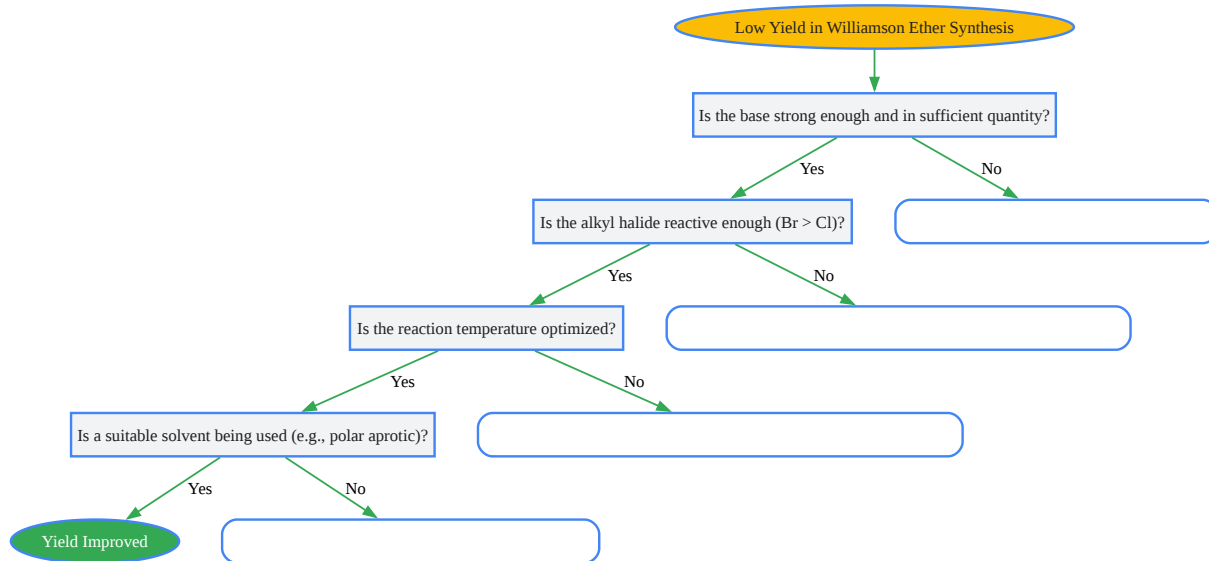 Low Yield in Williamson Ether Synthesis
Is the base strong enough and in sufficient quantity?
Yes
No
Is the alkyl halide reactive enough (Br > Cl)?
Yes
No
Is the reaction temperature optimized?
Yes
No
Is a suitable solvent being used (e.g., polar aprotic)?
Yes
No
Yield Improved